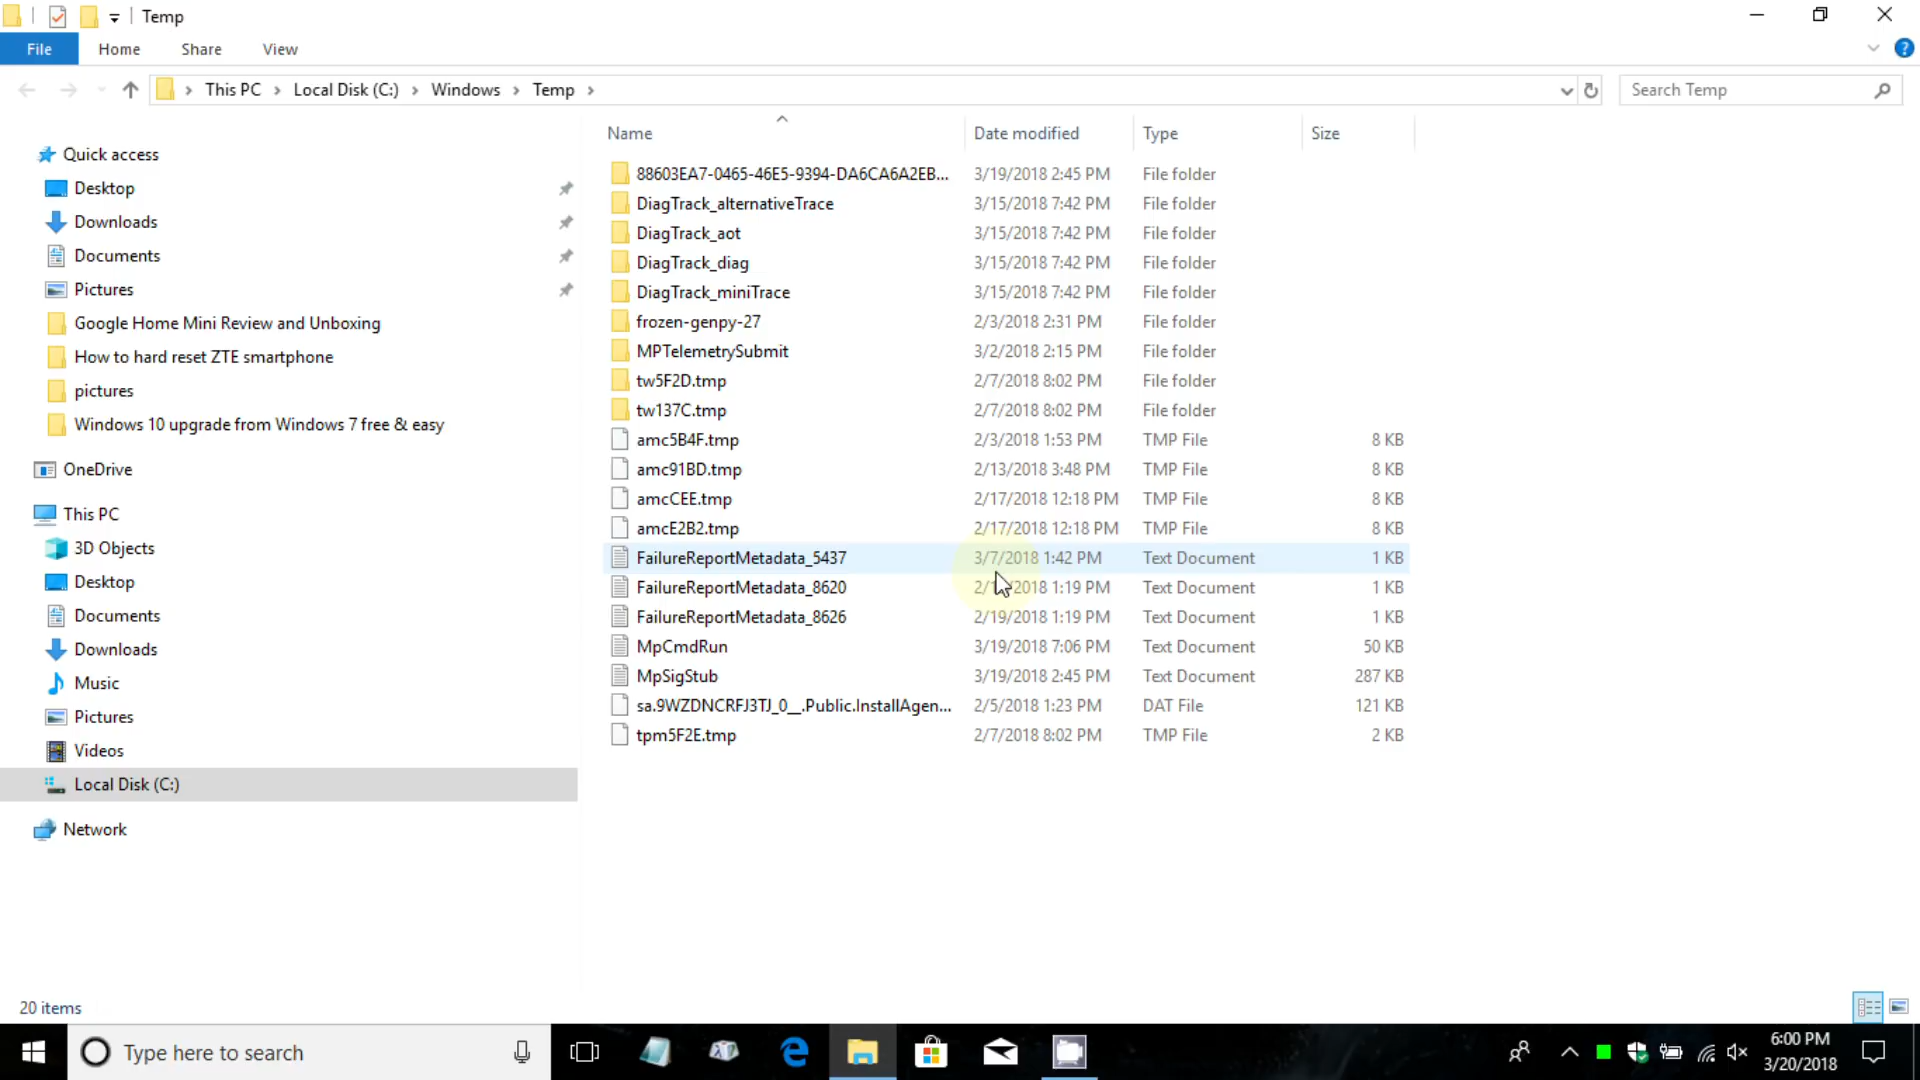 Temp
File Home Share View
This PC Local Disk (C:) Windows Temp
Search Temp
Name Date modified Type Size
Quick access
Desktop
Downloads
Documents
Pictures
Google Home Mini Review and Unboxing
How to hard reset ZTE smartphone
pictures
Windows 10 upgrade from Windows 7 free & easy
OneDrive
This PC
3D Objects
Desktop
Documents
Downloads
Music
Pictures
Videos
Local Disk (C:)
Network
88603EA7-0465-46E5-9394-DA6CA6A2EB... 3/19/2018 2:45 PM File folder
DiagTrack_alternativeTrace 3/15/2018 7:42 PM File folder
DiagTrack_aot 3/15/2018 7:42 PM File folder
DiagTrack_diag 3/15/2018 7:42 PM File folder
DiagTrack_miniTrace 3/15/2018 7:42 PM File folder
frozen-genpy-27 2/3/2018 2:31 PM File folder
MPTelemetrySubmit 3/2/2018 2:15 PM File folder
tw5F2D.tmp 2/7/2018 8:02 PM File folder
tw137C.tmp 2/7/2018 8:02 PM File folder
amc5B4F.tmp 2/3/2018 1:53 PM TMP File 8 KB
amc91BD.tmp 2/13/2018 3:48 PM TMP File 8 KB
amcCEE.tmp 2/17/2018 12:18 PM TMP File 8 KB
amcE2B2.tmp 2/17/2018 12:18 PM TMP File 8 KB
FailureReportMetadata_5437 3/7/2018 1:42 PM Text Document 1 KB
FailureReportMetadata_8620 1:19 PM Text Document 1 KB
FailureReportMetadata_8626 2/19/2018 1:19 PM Text Document 1 KB
MpCmdRun 3/19/2018 7:06 PM Text Document 50 KB
MpSigStub 3/19/2018 2:45 PM Text Document 287 KB
sa.9WZDNCRFJ3TJ_0__.Public.InstallAgen... 2/5/2018 1:23 PM DAT File 121 KB
tpm5F2E.tmp 2/7/2018 8:02 PM TMP File 2 KB
20 items
Type here to search
6:00 PM
3/20/2018